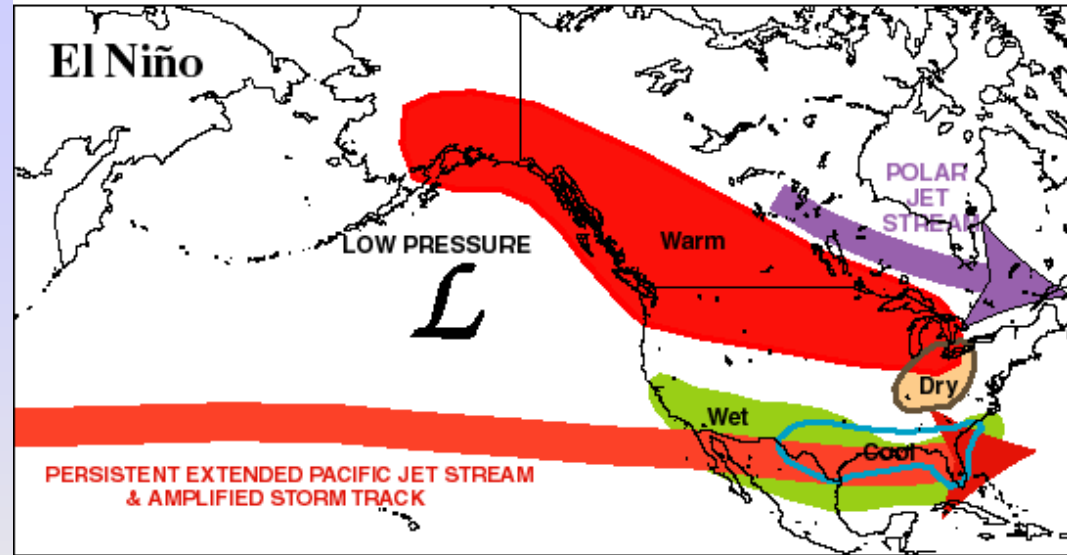 El Niño
POLAR
JET
STREAM
LOW PRESSURE
L
Warm
Dry
Wet
Cool
PERSISTENT EXTENDED PACIFIC JET STREAM
& AMPLIFIED STORM TRACK